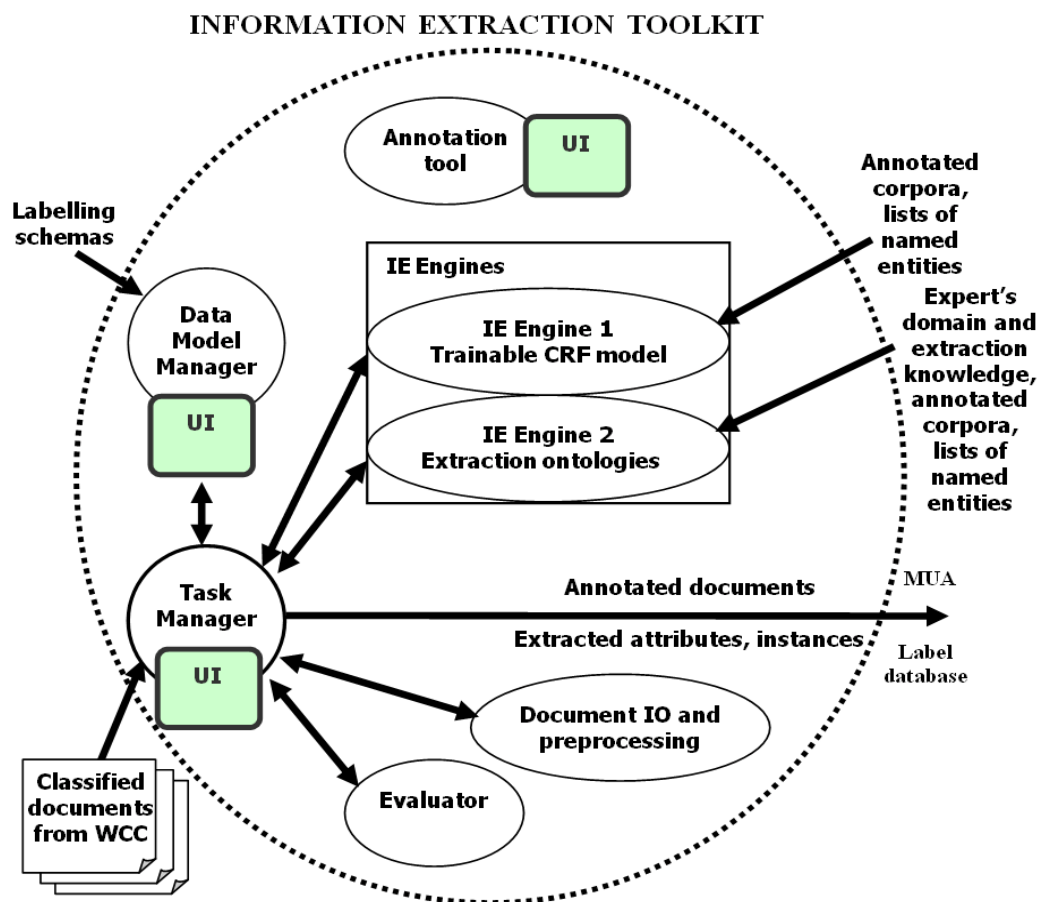 INFORMATION EXTRACTION TOOLKIT
Annotation
tool
UI
Annotated
corpora,
lists of
named
entities
Labelling
schemas
IE Engines
Data
Model
Manager
UI
IE Engine 1
Trainable CRF model
Expert's
domain and
extraction
knowledge,
annotated
corpora,
lists of
named
entities
IE Engine 2
Extraction ontologies
Task
Manager
UI
Annotated documents
MUA
Extracted attributes, instances
Label
database
Document IO and
preprocessing
Evaluator
Classified
documents
from WCC